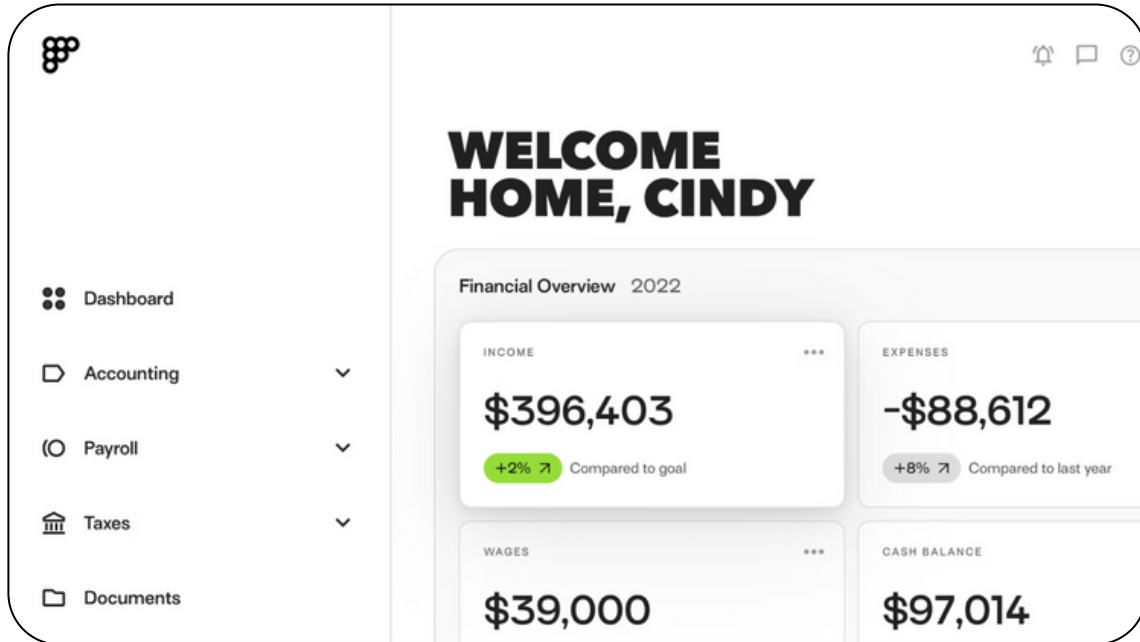 WELCOME
HOME, CINDY
Dashboard
Accounting
Payroll
Taxes
Documents
Financial Overview 2022
INCOME
$396,403
+2% Compared to goal
EXPENSES
-$88,612
+8% Compared to last year
WAGES
$39,000
CASH BALANCE
$97,014